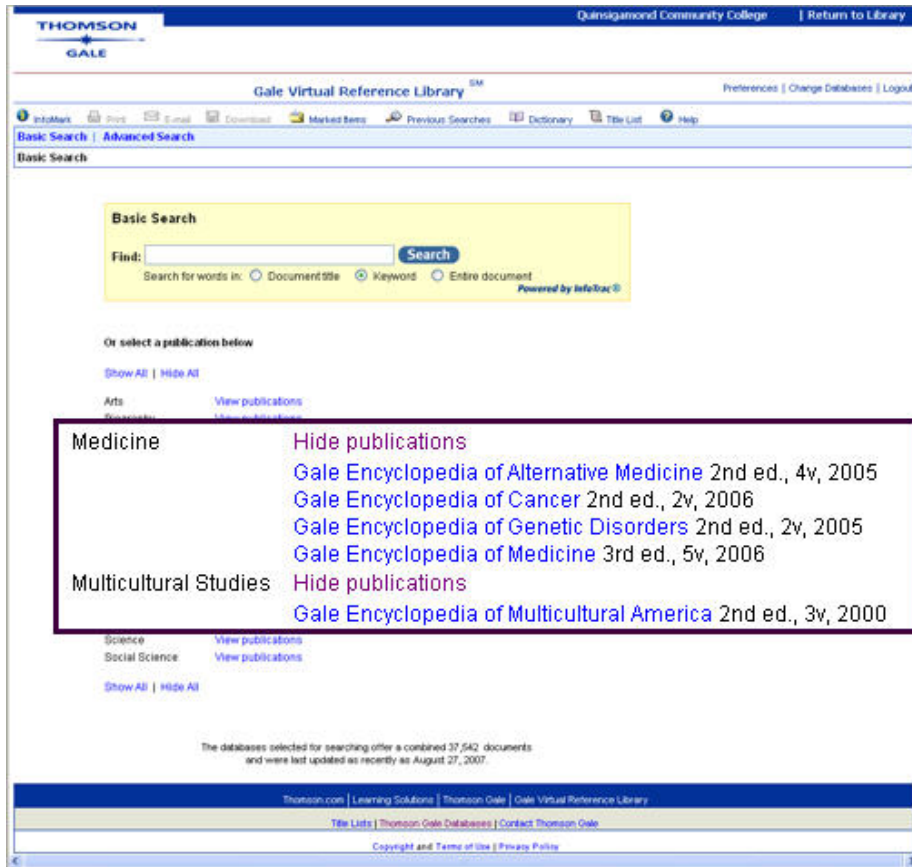 Quinsigamond Community College | Return to Library
THOMSON
GALE
Gale Virtual Reference Library SM
Preferences | Change Databases | Logout
InfoMark Print E-mail Download Marked Items Previous Searches Dictionary Title List Help
Basic Search | Advanced Search
Basic Search
Basic Search
Find: Search
Search for words in: Document title Keyword Entire document
Powered by InfoTrac®
Or select a publication below
Show All | Hide All
Arts View publications
Medicine Hide publications
Gale Encyclopedia of Alternative Medicine 2nd ed., 4v, 2005
Gale Encyclopedia of Cancer 2nd ed., 2v, 2006
Gale Encyclopedia of Genetic Disorders 2nd ed., 2v, 2005
Gale Encyclopedia of Medicine 3rd ed., 5v, 2006
Multicultural Studies Hide publications
Gale Encyclopedia of Multicultural America 2nd ed., 3v, 2000
Science View publications
Social Science View publications
Show All | Hide All
The databases selected for searching offer a combined 37,542 documents
and were last updated as recently as August 27, 2007.
Thomson.com | Learning Solutions | Thomson Gale | Gale Virtual Reference Library
Title Lists | Thomson Gale Databases | Contact Thomson Gale
Copyright and Terms of Use | Privacy Policy